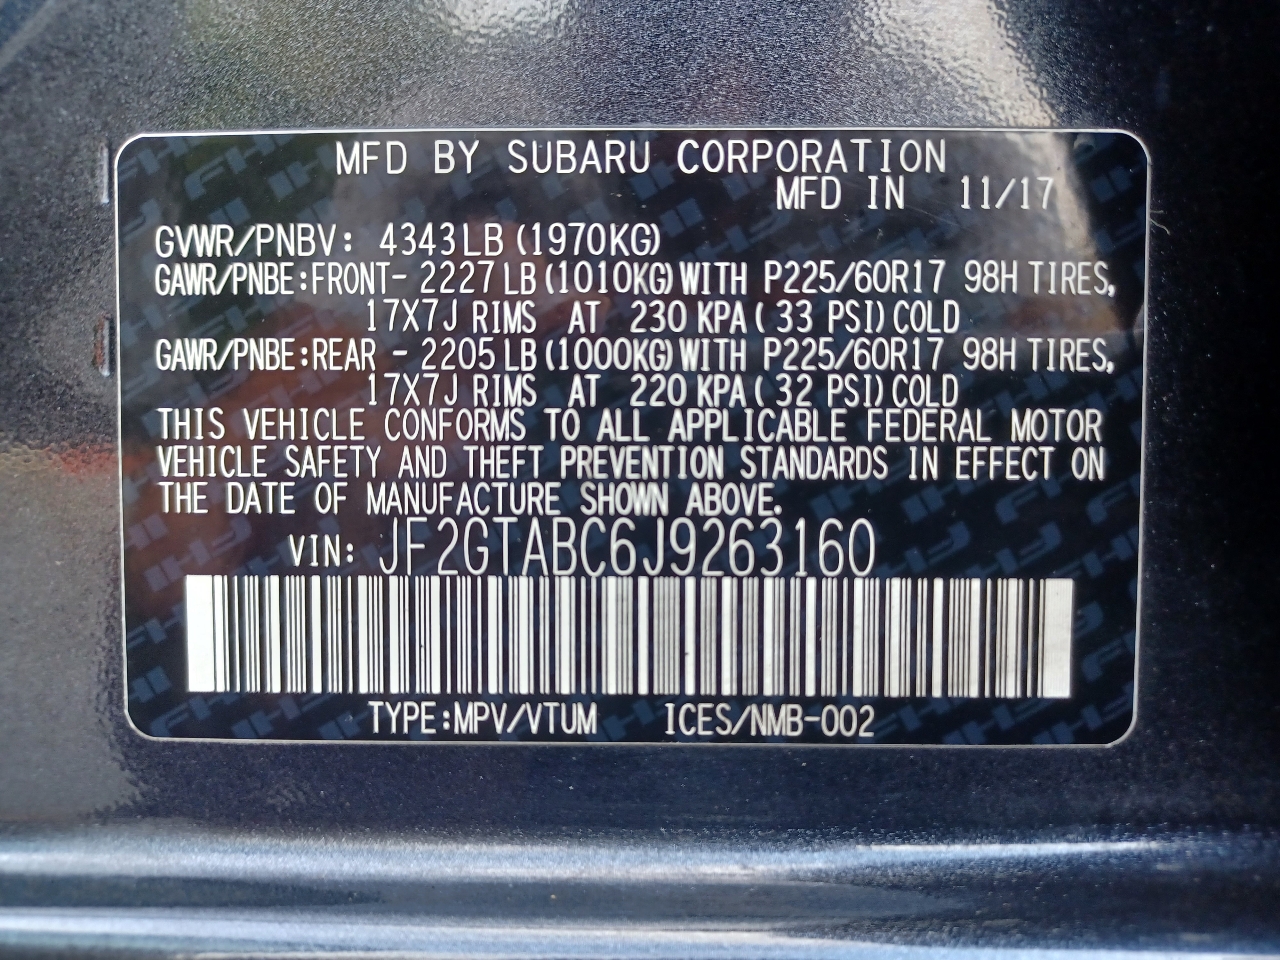 MFD BY SUBARU CORPORATION
MFD IN 11/17
GVWR/PNBV: 4343LB (1970KG)
GAWR/PNBE:FRONT- 2227LB (1010KG) WITH P225/60R17 98H TIRES,
17X7J RIMS AT 230 KPA ( 33 PSI) COLD
GAWR/PNBE:REAR - 2205LB (1000KG) WITH P225/60R17 98H TIRES,
17X7J RIMS AT 220 KPA ( 32 PSI) COLD
THIS VEHICLE CONFORMS TO ALL APPLICABLE FEDERAL MOTOR
VEHICLE SAFETY AND THEFT PREVENTION STANDARDS IN EFFECT ON
THE DATE OF MANUFACTURE SHOWN ABOVE.
VIN: JF2GTABC6J9263160
TYPE:MPV/VTUM ICES/NMB-002